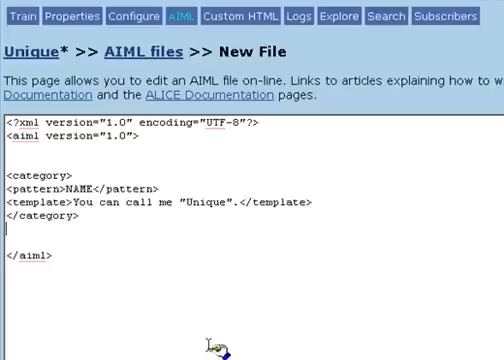 Train Properties Configure AIML Custom HTML Logs Explore Search Subscribers
Unique* >> AIML files >> New File
This page allows you to edit an AIML file on-line. Links to articles explaining how to w
Documentation and the ALICE Documentation pages.
<?xml version="1.0" encoding="UTF-8"?>
<aiml version="1.0">
<category>
<pattern>NAME</pattern>
<template>You can call me "Unique".</template>
</category>
</aiml>